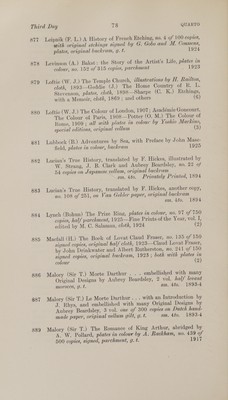 Third Day 78 QUARTO
877 Leipnik (F. L.) A History of French Etching, no. 4 of 100 copies,
with original etchings signed by G. Gobo and M. Cameron,
plates, original buckram, g. t. 1924
878 Levinson (A.) Bakst: the Story of the Artist's Life, plates in
colour, no. 153 of 315 copies, parchment 1923
879 Loftie (W. J.) The Temple Church, illustrations by H. Railton,
cloth, 1893—Goddie (J.) The Home Country of R. L.
Stevenson, plates, cloth, 1898—Sharpe (C. K.) Etchings,
with a Memoir, cloth, 1869; and others
880 Loftie (W. J.) The Colour of London, 1907; Audouin-Gourcourt,
The Colour of Paris, 1908—Potter (O. M.) The Colour of
Rome, 1909; all with plates in colour by Yoshio Markino,
special editions, original vellum (3)
881 Lubbock (B.) Adventures by Sea, with Preface by John Mase-
field, plates in colour, buckram 1925
882 Lucian's True History, translated by F. Hickes, illustrated by
W. Strang, J. B. Clark and Aubrey Beardsley, no. 21 of
54 copies on Japanese vellum, original buckram
sm. 4to. Privately Printed, 1894
883 Lucian's True History, translated by F. Hickes, another copy,
no. 108 of 251, on Van Gelder paper, original buckram
sm. 4to. 1894
884 Lynch (Bohun) The Prize Ring, plates in colour, no. 97 of 750
copies, half parchment, 1925—Fine Prints of the Year, vol. I,
edited by M. C. Salaman, cloth, 1924 (2)
885 Macfall (H.) The Book of Lovat Claud Fraser, no. 135 of 150
signed copies, original half cloth, 1923—Claud Lovat Fraser,
by John Drinkwater and Albert Rutherston, no. 241 of 450
signed copies, original buckram, 1923; both with plates in
colour (2)
886 Malory (Sir T.) Morte Darthur . . . embellished with many
Original Designs by Aubrey Beardsley, 2 vol. half levant
morocco, g. t. sm. 4to. 1893-4
887 Malory (Sir T.) Le Morte Darthur . . . with an Introduction by
J. Rhys, and embellished with many Original Designs by
Aubrey Beardsley, 3 vol. one of 300 copies on Dutch hand-
made paper, original vellum gilt, g. t. sm. 4to. 1893-4
888 Malory (Sir T.) The Romance of King Arthur, abridged by
A. W. Pollard, plates in colour by A. Rackham, no. 439 of
500 copies, signed, parchment, g. t. 1917